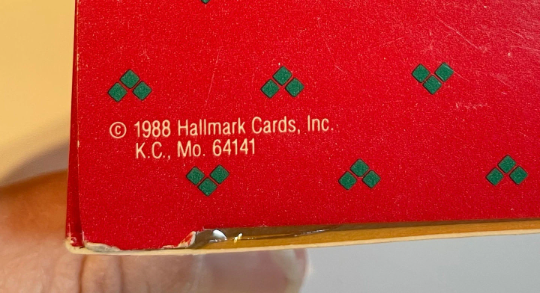 © 1988 Hallmark Cards, Inc.
K.C., Mo. 64141